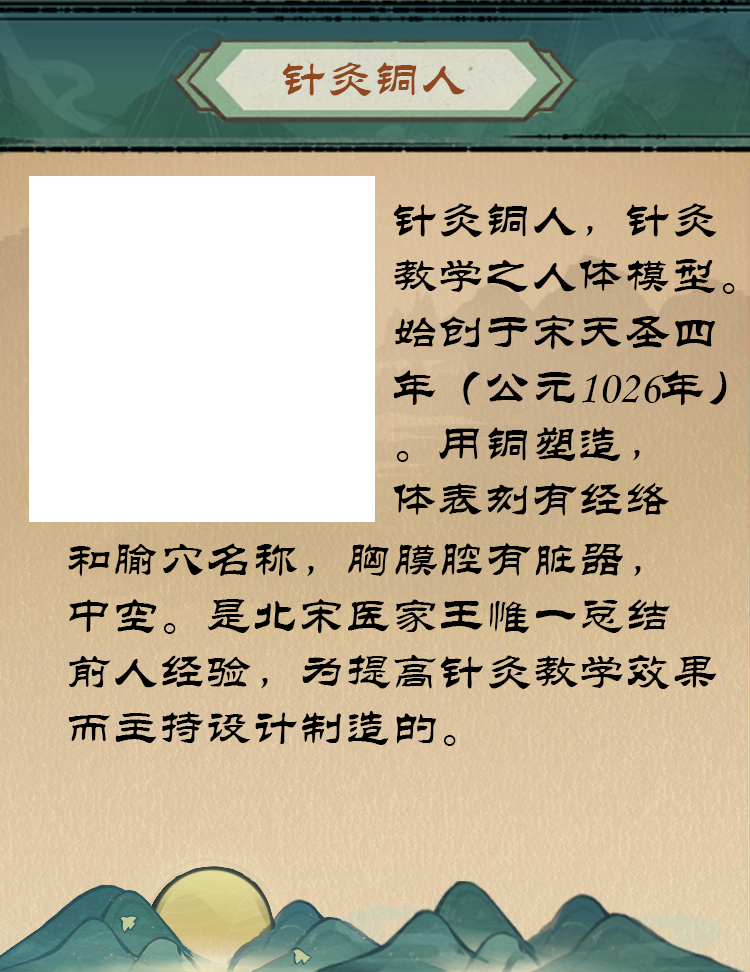 针灸铜人
针灸铜人，针灸
教学之人体模型。
始创于宋天圣四
年（公元1026年）
。用铜塑造，
体表刻有经络
和腧穴名称，胸膜腔有脏器，
中空。是北宋医家王惟一总结
前人经验，为提高针灸教学效果
而主持设计制造的。